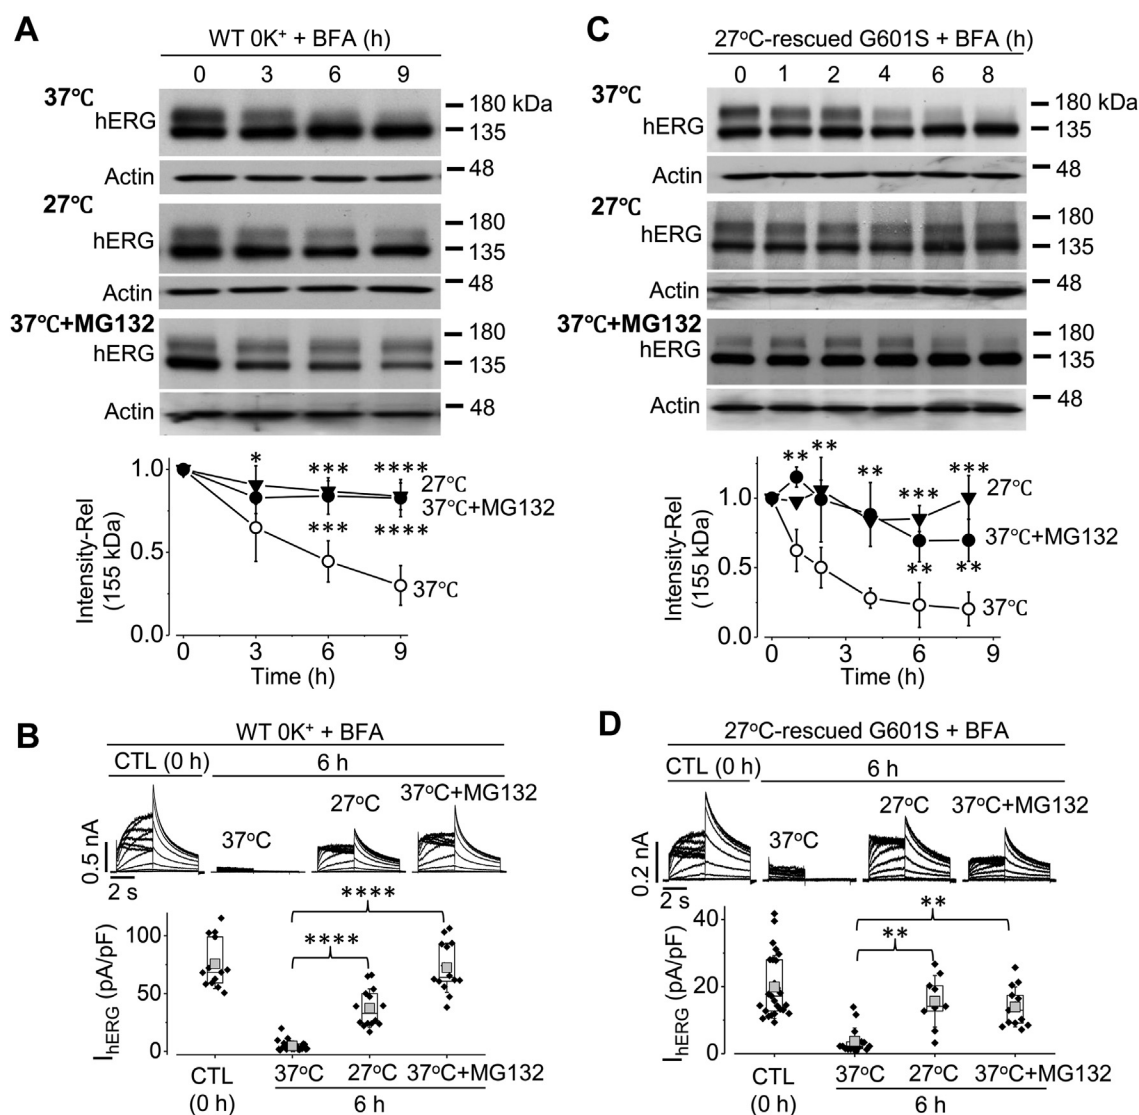 A
WT 0K⁺ + BFA (h)
0 3 6 9
37℃
hERG
180 kDa
135
Actin
48
27℃
hERG
180
135
Actin
48
37℃+MG132
hERG
180
135
Actin
48
Intensity-Rel
(155 kDa)
1.0
0.5
0.0
* *** ****
27℃
37℃+MG132
*** ****
37℃
0 3 6 9
Time (h)
C
27℃-rescued G601S + BFA (h)
0 1 2 4 6 8
37℃
hERG
180 kDa
135
Actin
48
27℃
hERG
180
135
Actin
48
37℃+MG132
hERG
180
135
Actin
48
Intensity-Rel
(155 kDa)
1.0
0.5
0.0
** ** ** *** ***
27℃
37℃+MG132
** **
37℃
0 3 6 9
Time (h)
B
WT 0K⁺ + BFA
CTL (0 h) 6 h
37℃
27℃
37℃+MG132
0.5 nA
2 s
****
****
I hERG (pA/pF)
100
50
0
CTL
(0 h)
37℃ 27℃ 37℃+MG132
6 h
D
27℃-rescued G601S + BFA
CTL (0 h) 6 h
37℃
27℃
37℃+MG132
0.2 nA
2 s
**
**
I hERG (pA/pF)
40
20
0
CTL
(0 h)
37℃ 27℃ 37℃+MG132
6 h